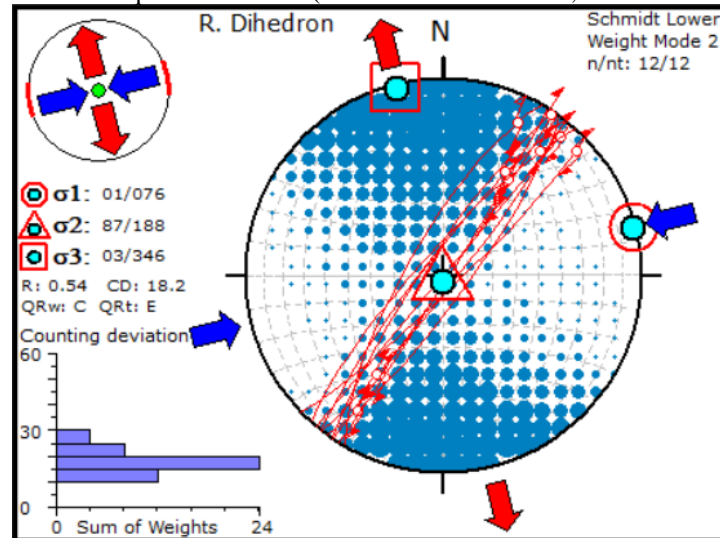 R. Dihedron
N
Schmidt Lower
Weight Mode 2
n/nt: 12/12
σ1: 01/076
σ2: 87/188
σ3: 03/346
R: 0.54 CD: 18.2
QRw: C QRt: E
Counting deviation
60
30
0
0 Sum of Weights 24